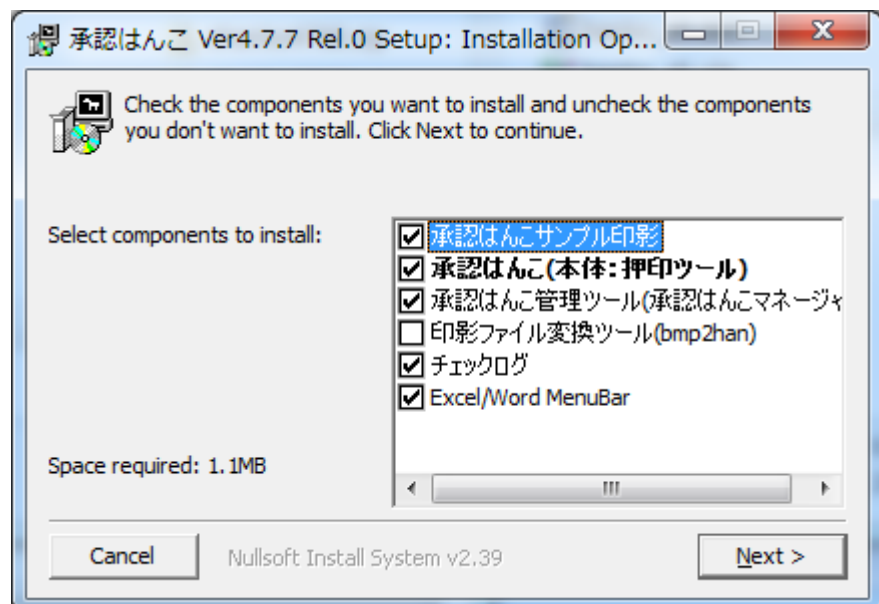 承認はんこ Ver4.7.7 Rel.0 Setup: Installation Op...
Check the components you want to install and uncheck the components
you don't want to install. Click Next to continue.
Select components to install:
承認はんこサンプル印影
承認はんこ(本体:押印ツール)
承認はんこ管理ツール(承認はんこマネージャ
印影ファイル変換ツール(bmp2han)
チェックログ
Excel/Word MenuBar
Space required: 1.1MB
Cancel
Nullsoft Install System v2.39
Next >